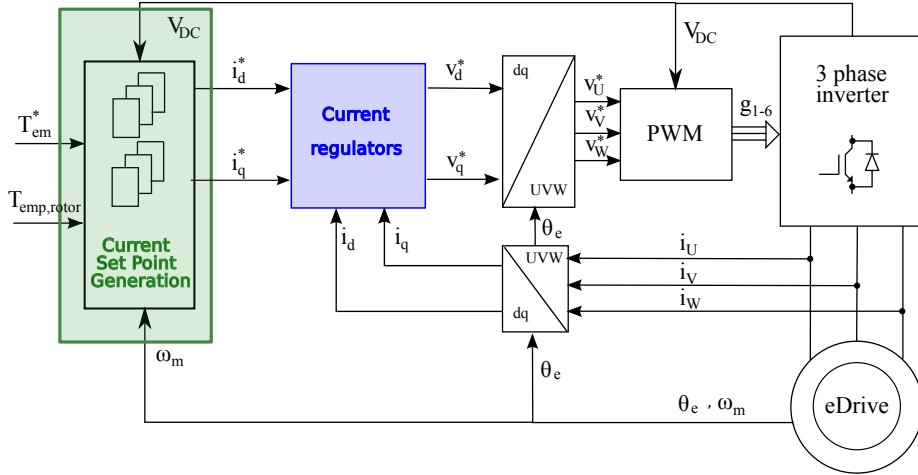 V_DC
V_DC
i_d^*
v_d^*
dq
v_U^*
v_V^*
v_W^*
UVW
3 phase
inverter
T_em^*
Current
regulators
PWM
g_1-6
i_q^*
v_q^*
T_emp,rotor
Current
Set Point
Generation
i_d
i_q
θ_e
UVW
dq
i_U
i_V
i_W
ω_m
θ_e
θ_e , ω_m
eDrive